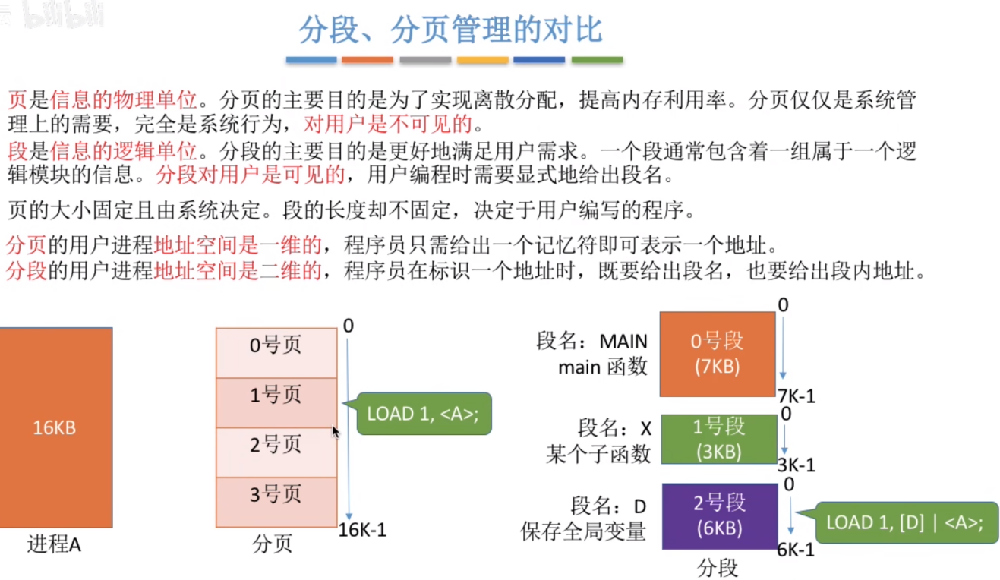 bilibili
分段、分页管理的对比
页是信息的物理单位。分页的主要目的是为了实现离散分配，提高内存利用率。分页仅仅是系统管
理上的需要，完全是系统行为，对用户是不可见的。
段是信息的逻辑单位。分段的主要目的是更好地满足用户需求。一个段通常包含着一组属于一个逻
辑模块的信息。分段对用户是可见的，用户编程时需要显式地给出段名。
页的大小固定且由系统决定。段的长度却不固定，决定于用户编写的程序。
分页的用户进程地址空间是一维的，程序员只需给出一个记忆符即可表示一个地址。
分段的用户进程地址空间是二维的，程序员在标识一个地址时，既要给出段名，也要给出段内地址。
16KB
进程A
0
0号页
1号页
LOAD 1, <A>;
2号页
3号页
16K-1
分页
0
段名：MAIN
main 函数
0号段
(7KB)
7K-1
0
段名：X
某个子函数
1号段
(3KB)
3K-1
0
段名：D
保存全局变量
2号段
(6KB)
LOAD 1, [D] | <A>;
6K-1
分段